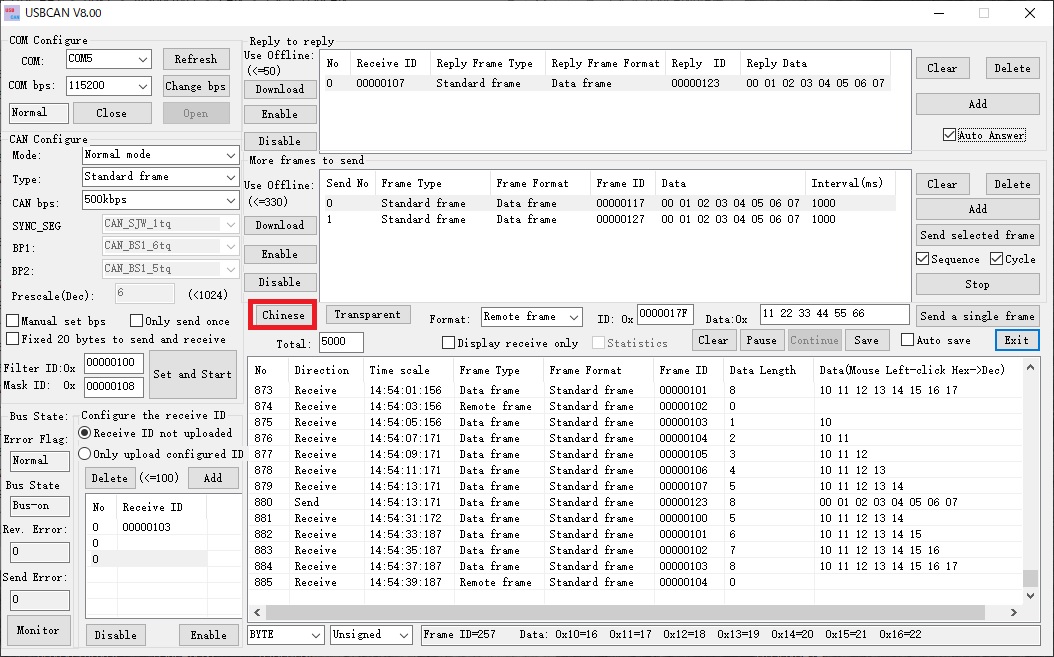 USBCAN V8.00
COM Configure
COM: COM5 Refresh
COM bps: 115200 Change bps
Normal Close Open
CAN Configure
Mode: Normal mode
Type: Standard frame
CAN bps: 500kbps
SYNC_SEG CAN_SJW_1tq
BP1: CAN_BS1_6tq
BP2: CAN_BS1_5tq
Prescale(Dec): 6 (<1024)
Manual set bps Only send once
Fixed 20 bytes to send and receive
Filter ID:0x 00000100
Mask ID: 0x 00000108
Set and Start
Bus State:
Error Flag:
Normal
Bus State
Bus-on
Rev. Error:
0
Send Error:
0
Monitor
Configure the receive ID
Receive ID not uploaded
Only upload configured ID
Delete (<=100) Add
No Receive ID
0 00000103
0
0
Disable Enable
Reply to reply
Use Offline:
(<=50)
Download
Enable
Disable
No Receive ID Reply Frame Type Reply Frame Format Reply ID Reply Data
0 00000107 Standard frame Data frame 00000123 00 01 02 03 04 05 06 07
Clear Delete
Add
Auto Answer
More frames to send
Use Offline:
(<=330)
Download
Enable
Disable
Send No Frame Type Frame Format Frame ID Data Interval(ms)
0 Standard frame Data frame 00000117 00 01 02 03 04 05 06 07 1000
1 Standard frame Data frame 00000127 00 01 02 03 04 05 06 07 1000
Clear Delete
Add
Send selected frame
Sequence Cycle
Stop
Chinese Transparent Format: Remote frame ID: 0x 0000017F Data:0x 11 22 33 44 55 66 Send a single frame
Total: 5000 Display receive only Statistics Clear Pause Continue Save Auto save Exit
No Direction Time scale Frame Type Frame Format Frame ID Data Length Data(Mouse Left-click Hex->Dec)
873 Receive 14:54:01:156 Data frame Standard frame 00000101 8 10 11 12 13 14 15 16 17
874 Receive 14:54:03:156 Remote frame Standard frame 00000102 0
875 Receive 14:54:05:156 Data frame Standard frame 00000103 1 10
876 Receive 14:54:07:171 Data frame Standard frame 00000104 2 10 11
877 Receive 14:54:09:171 Data frame Standard frame 00000105 3 10 11 12
878 Receive 14:54:11:171 Data frame Standard frame 00000106 4 10 11 12 13
879 Receive 14:54:13:171 Data frame Standard frame 00000107 5 10 11 12 13 14
880 Send 14:54:13:171 Data frame Standard frame 00000123 8 00 01 02 03 04 05 06 07
881 Receive 14:54:31:172 Data frame Standard frame 00000100 5 10 11 12 13 14
882 Receive 14:54:33:187 Data frame Standard frame 00000101 6 10 11 12 13 14 15
883 Receive 14:54:35:187 Data frame Standard frame 00000102 7 10 11 12 13 14 15 16
884 Receive 14:54:37:187 Data frame Standard frame 00000103 8 10 11 12 13 14 15 16 17
885 Receive 14:54:39:187 Remote frame Standard frame 00000104 0
BYTE Unsigned Frame ID=257 Data: 0x10=16 0x11=17 0x12=18 0x13=19 0x14=20 0x15=21 0x16=22